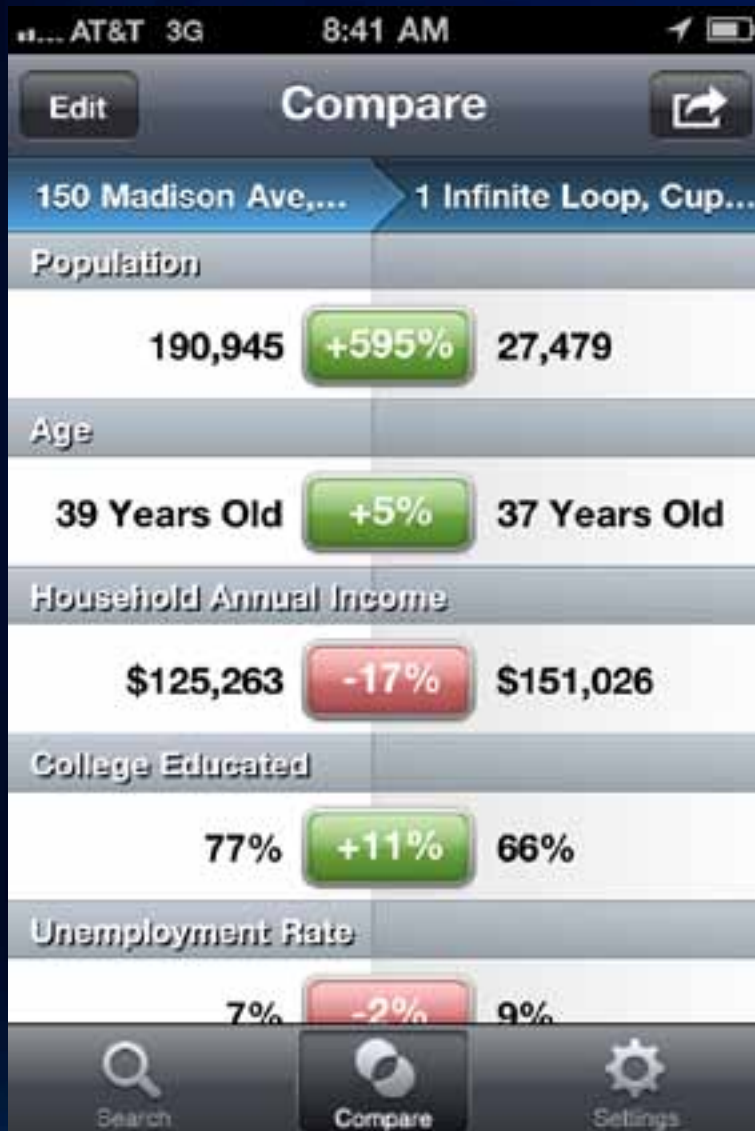 AT&T 3G 8:41 AM
Edit Compare
150 Madison Ave,... 1 Infinite Loop, Cup...
Population
190,945 +595% 27,479
Age
39 Years Old +5% 37 Years Old
Household Annual Income
$125,263 -17% $151,026
College Educated
77% +11% 66%
Unemployment Rate
7% -2% 9%
Search Compare Settings